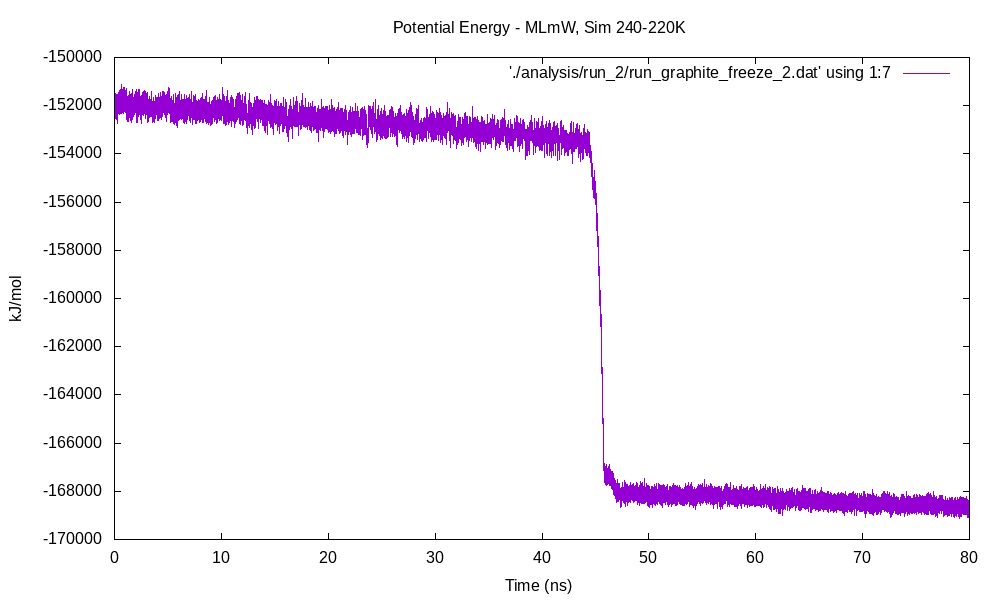 Potential Energy - MLmW, Sim 240-220K
'./analysis/run_2/run_graphite_freeze_2.dat' using 1:7
-150000
-152000
-154000
-156000
-158000
-160000
-162000
-164000
-166000
-168000
-170000
kJ/mol
0 10 20 30 40 50 60 70 80
Time (ns)